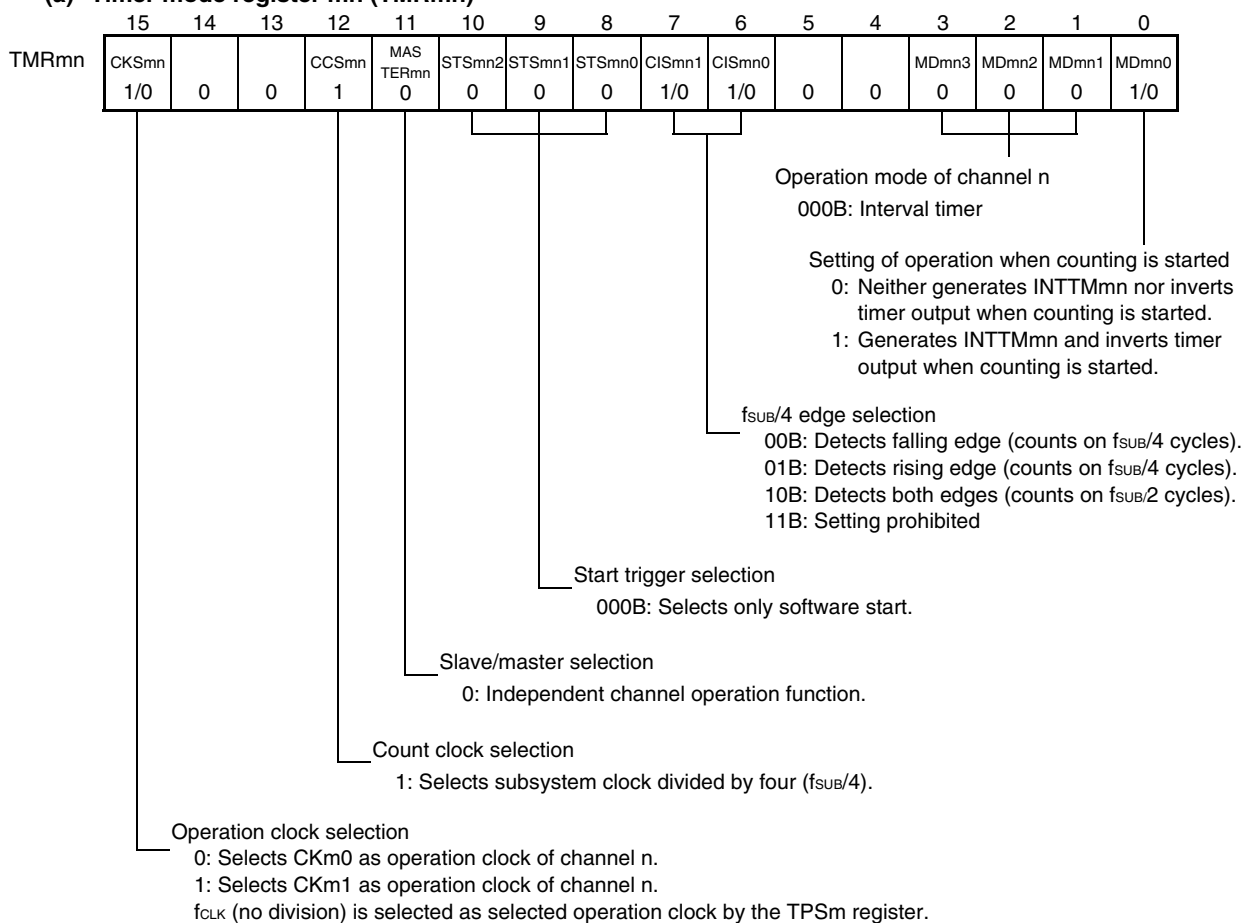 (a) Timer mode register mn (TMRmn)
15 14 13 12 11 10 9 8 7 6 5 4 3 2 1 0
TMRmn
CKSmn CCSmn MAS TERmn STSmn2 STSmn1 STSmn0 CISmn1 CISmn0 MDmn3 MDmn2 MDmn1 MDmn0
1/0 0 0 1 0 0 0 0 1/0 1/0 0 0 0 0 0 1/0
Operation mode of channel n
000B: Interval timer
Setting of operation when counting is started
0: Neither generates INTTMmn nor inverts
timer output when counting is started.
1: Generates INTTMmn and inverts timer
output when counting is started.
fSUB/4 edge selection
00B: Detects falling edge (counts on fSUB/4 cycles).
01B: Detects rising edge (counts on fSUB/4 cycles).
10B: Detects both edges (counts on fSUB/2 cycles).
11B: Setting prohibited
Start trigger selection
000B: Selects only software start.
Slave/master selection
0: Independent channel operation function.
Count clock selection
1: Selects subsystem clock divided by four (fSUB/4).
Operation clock selection
0: Selects CKm0 as operation clock of channel n.
1: Selects CKm1 as operation clock of channel n.
fCLK (no division) is selected as selected operation clock by the TPSm register.